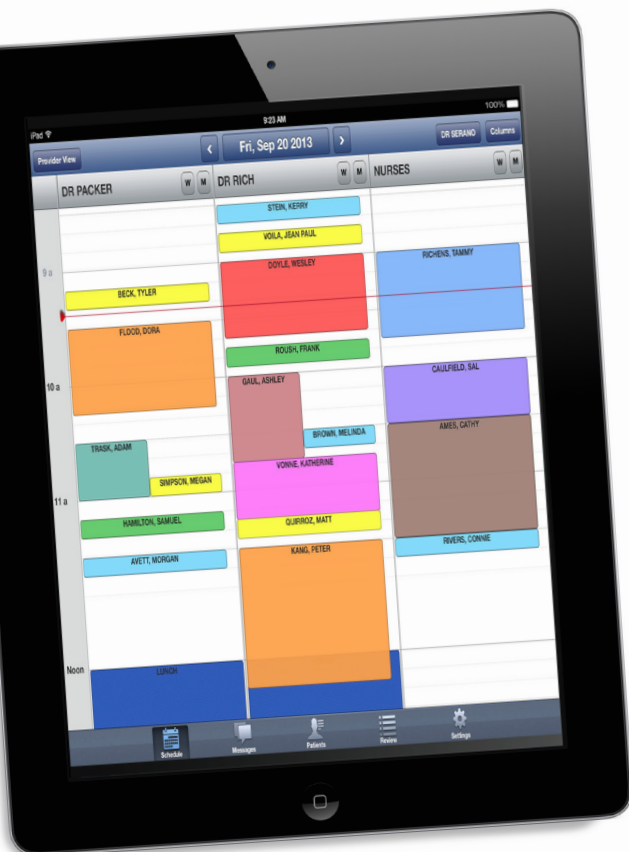 iPad
9:23 AM
100%
Provider View
Fri, Sep 20 2013
DR SERANO
Columns
DR PACKER
W
M
DR RICH
W
M
NURSES
W
M
STEIN, KERRY
VOILA, JEAN PAUL
DOYLE, WESLEY
RICHENS, TAMMY
9 a
BECK, TYLER
FLOOD, DORA
ROUSH, FRANK
10 a
GAUL, ASHLEY
CAULFIELD, SAL
TRASK, ADAM
BROWN, MELINDA
AMES, CATHY
SIMPSON, MEGAN
VONNE, KATHERINE
11 a
HAMILTON, SAMUEL
QUIRROZ, MATT
AVETT, MORGAN
KANG, PETER
RIVERS, CONNIE
Noon
LUNCH
Schedule
Messages
Patients
Review
Settings